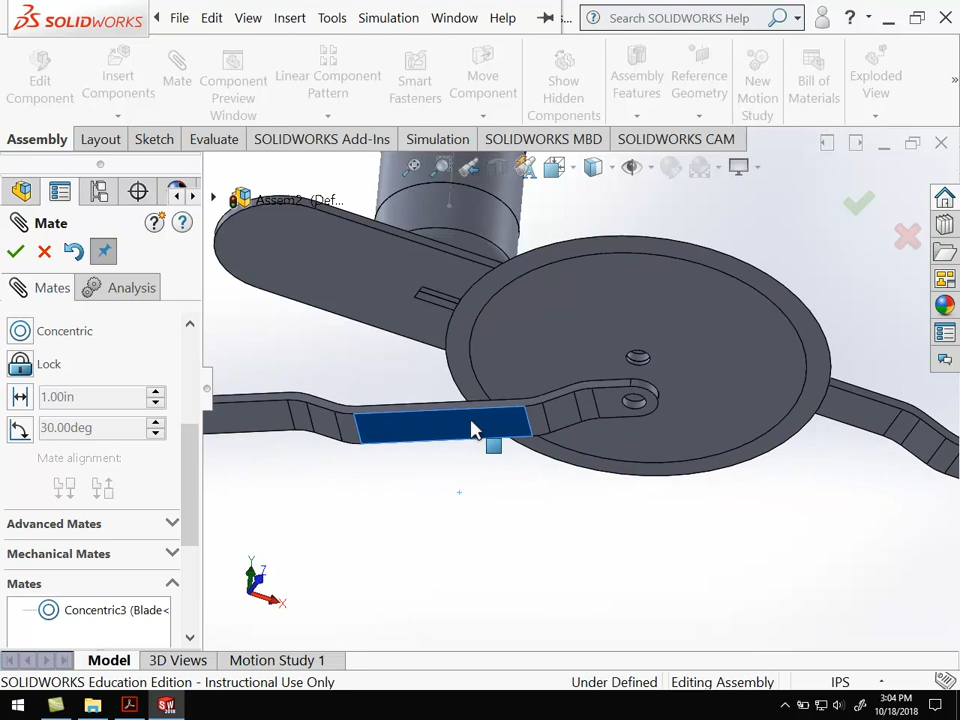 SOLIDWORKS
File Edit View Insert Tools Simulation Window Help
s...
Search SOLIDWORKS Help
Edit Component
Insert Components
Mate
Component Preview Window
Linear Component Pattern
Smart Fasteners
Move Component
Show Hidden Components
Assembly Features
Reference Geometry
New Motion Study
Bill of Materials
Exploded View
Assembly Layout Sketch Evaluate SOLIDWORKS Add-Ins Simulation SOLIDWORKS MBD SOLIDWORKS CAM
Assem2 (Def...
Mate
Mates Analysis
Concentric
Lock
1.00in
30.00deg
Mate alignment:
Advanced Mates
Mechanical Mates
Mates
Concentric3 (Blade<
Y
Z
X
Model 3D Views Motion Study 1
SOLIDWORKS Education Edition - Instructional Use Only
Under Defined Editing Assembly IPS
3:04 PM
10/18/2018